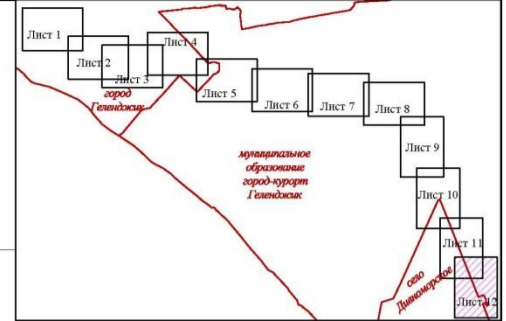 Лист 1
Лист 2
Лист 3
Лист 4
Лист 5
Лист 6
Лист 7
Лист 8
Лист 9
Лист 10
Лист 11
Лист 12
город
Геленджик
муниципальное
образование
город-курорт
Геленджик
село
Дивноморское